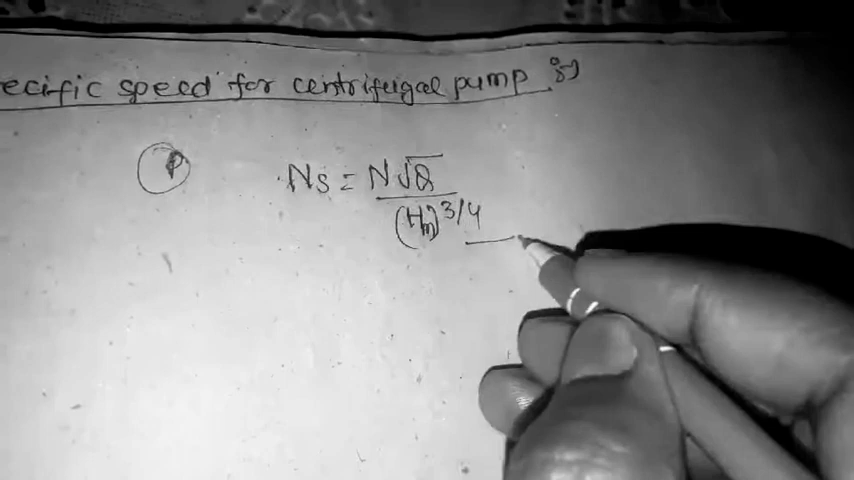 ecific speed for centrifugal pump
P
Ns = N√Q
(Hm)3/4